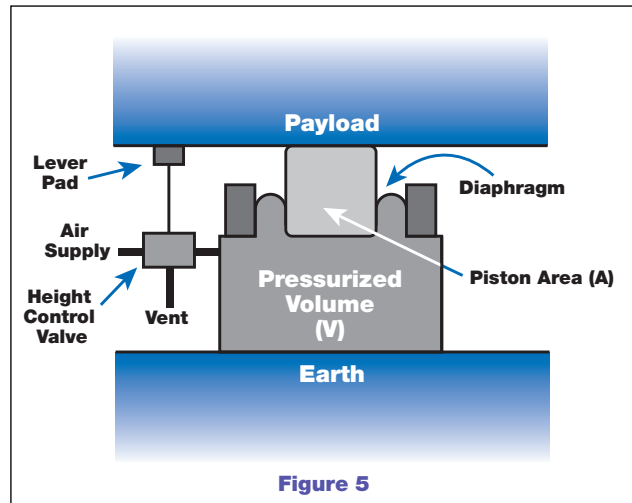 Payload
Lever
Pad
Diaphragm
Air
Supply
Piston Area (A)
Pressurized
Volume
(V)
Height
Control
Valve
Vent
Earth
Figure 5